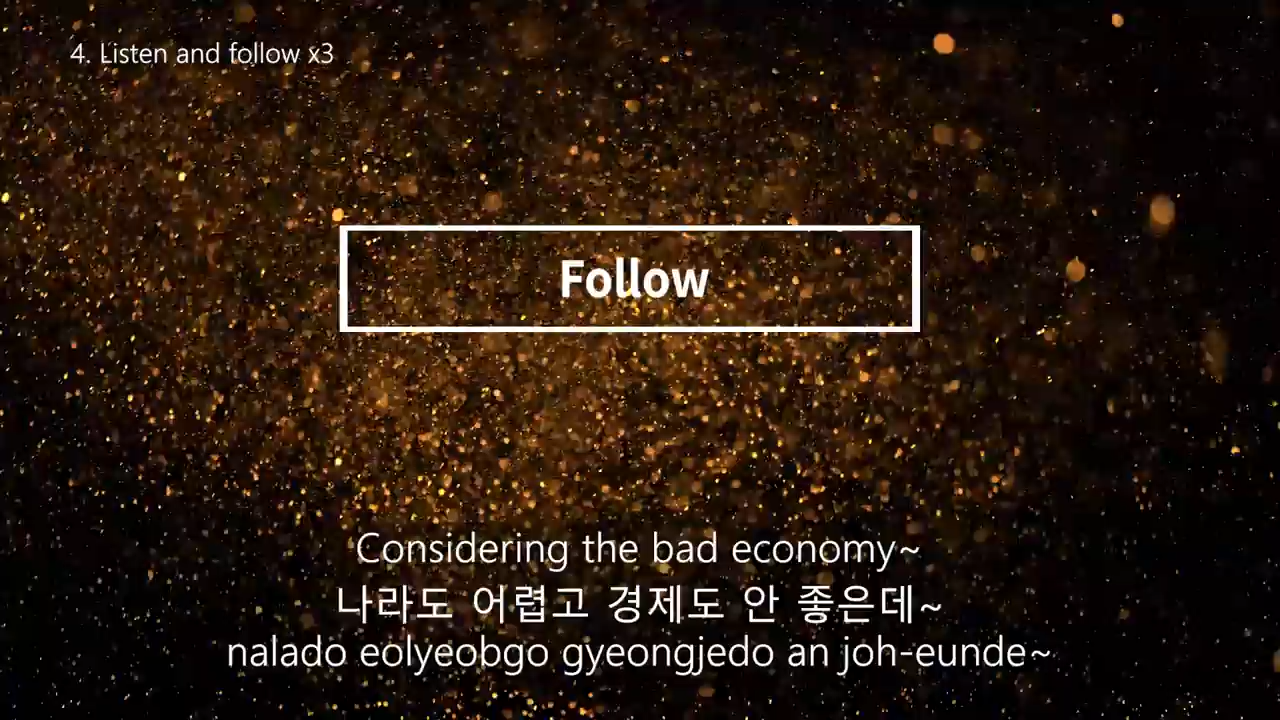 4. Listen and follow x3
Follow
Considering the bad economy~
나라도 어렵고 경제도 안 좋은데~
nalado eolyeobgo gyeongjedo an joh-eunde~